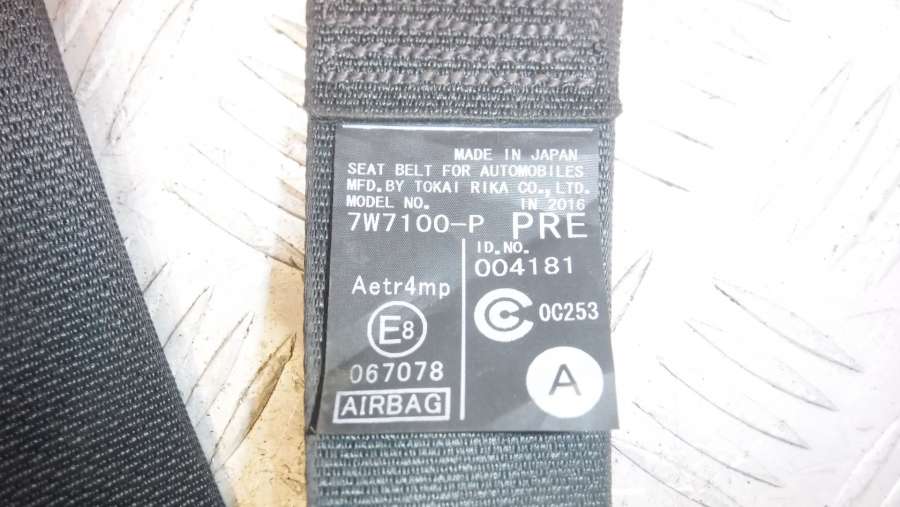 MADE IN JAPAN
SEAT BELT FOR AUTOMOBILES
MFD.BY TOKAI RIKA CO.,LTD.
MODEL NO. IN 2016
7W7100-P PRE
ID.NO.
004181
Aetr4mp
E8
C 0C253
067078
A
AIRBAG